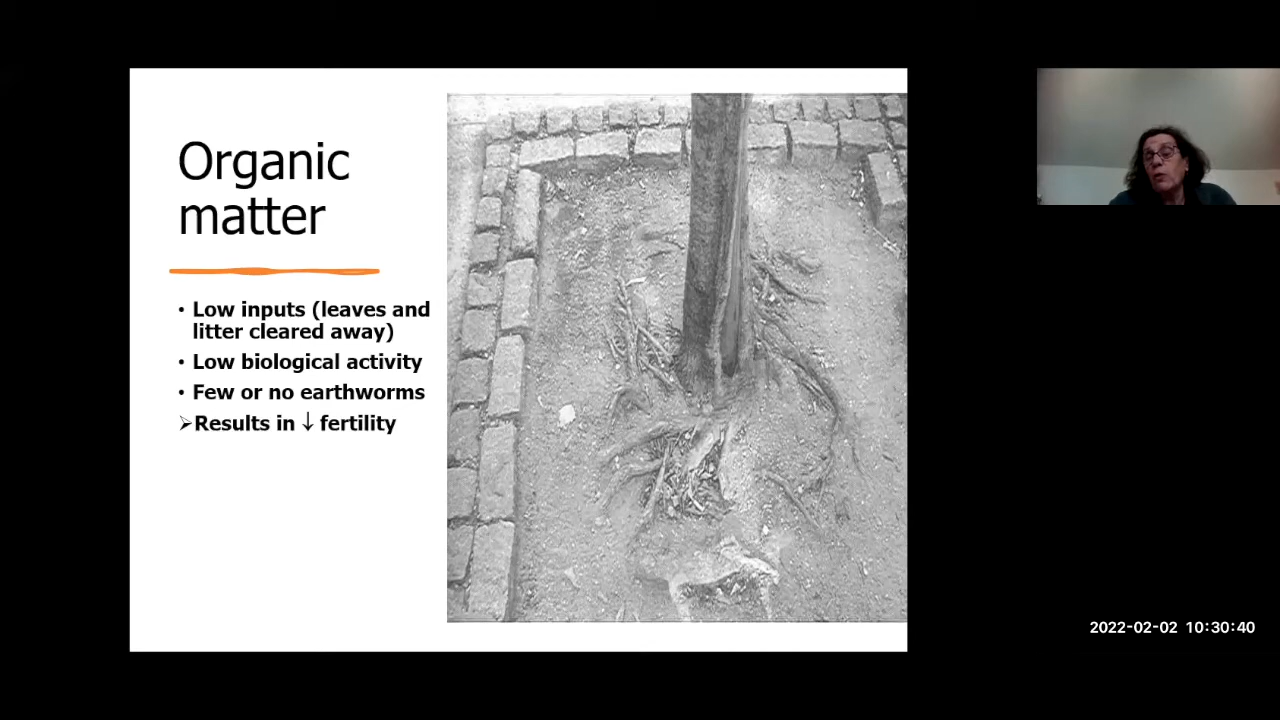 Organic
matter
• Low inputs (leaves and
litter cleared away)
• Low biological activity
• Few or no earthworms
➢Results in ↓ fertility
2022-02-02 10:30:40